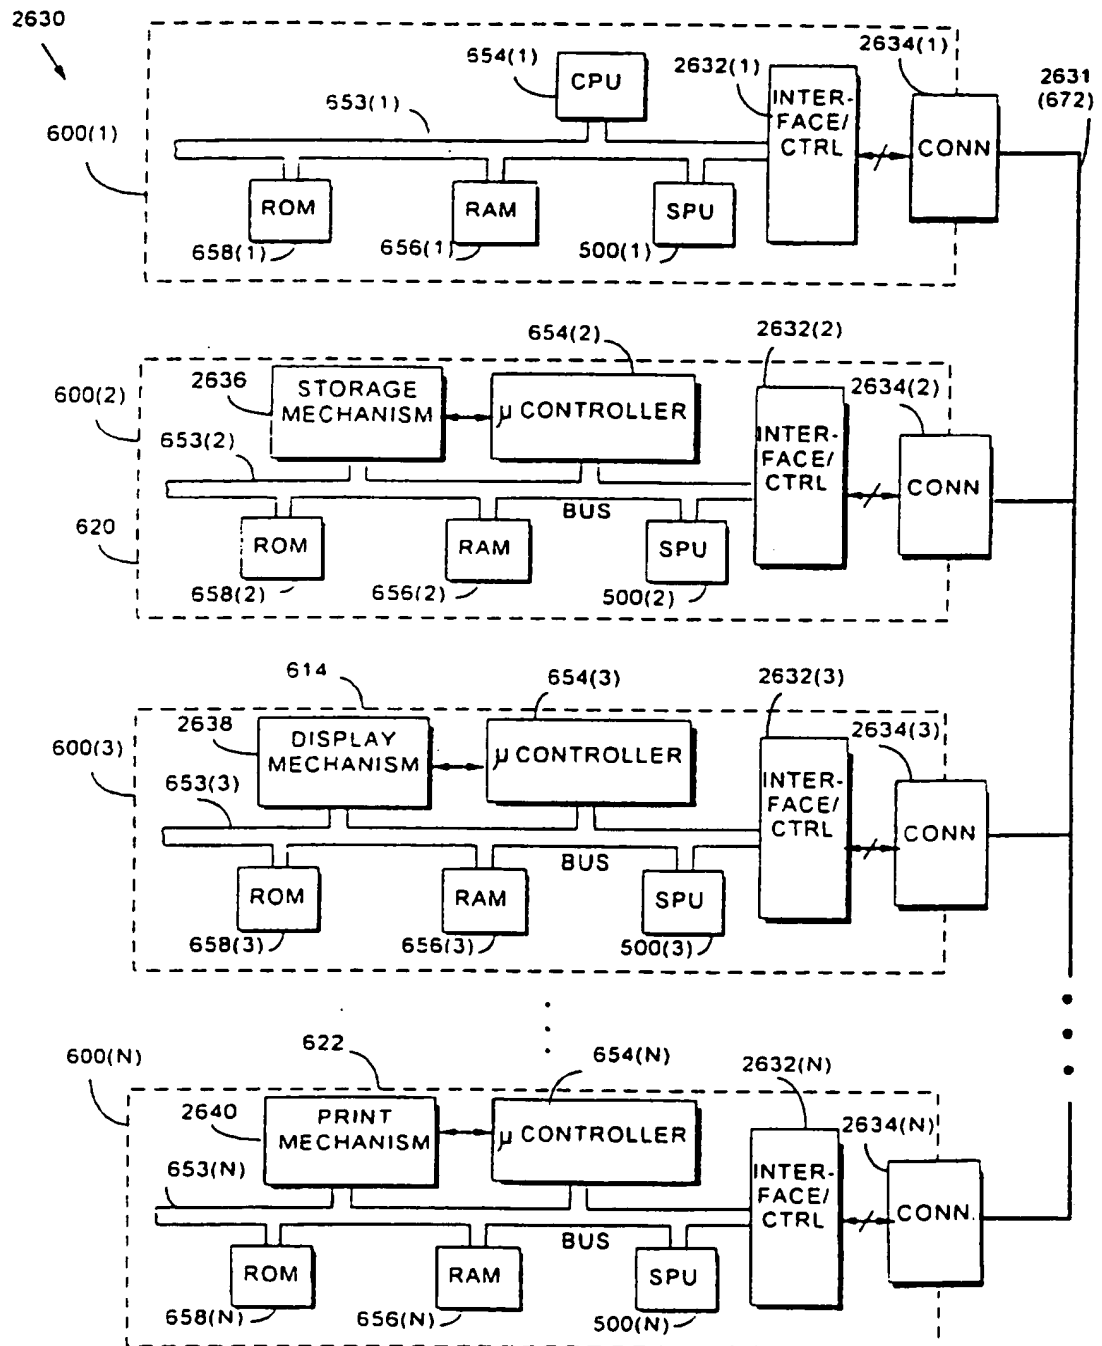 2630
654(1)
CPU
2632(1)
INTER-
FACE/
CTRL
2634(1)
CONN
2631
(672)
653(1)
600(1)
ROM
658(1)
RAM
656(1)
SPU
500(1)
654(2)
2632(2)
600(2)
2636
STORAGE
MECHANISM
μ CONTROLLER
INTER-
FACE/
CTRL
2634(2)
CONN
653(2)
BUS
620
ROM
658(2)
RAM
656(2)
SPU
500(2)
614
654(3)
2632(3)
600(3)
2638
DISPLAY
MECHANISM
μ CONTROLLER
INTER-
FACE/
CTRL
2634(3)
CONN
653(3)
BUS
ROM
658(3)
RAM
656(3)
SPU
500(3)
600(N)
622
654(N)
2632(N)
2640
PRINT
MECHANISM
μ CONTROLLER
INTER-
FACE/
CTRL
2634(N)
CONN.
653(N)
BUS
ROM
658(N)
RAM
656(N)
SPU
500(N)